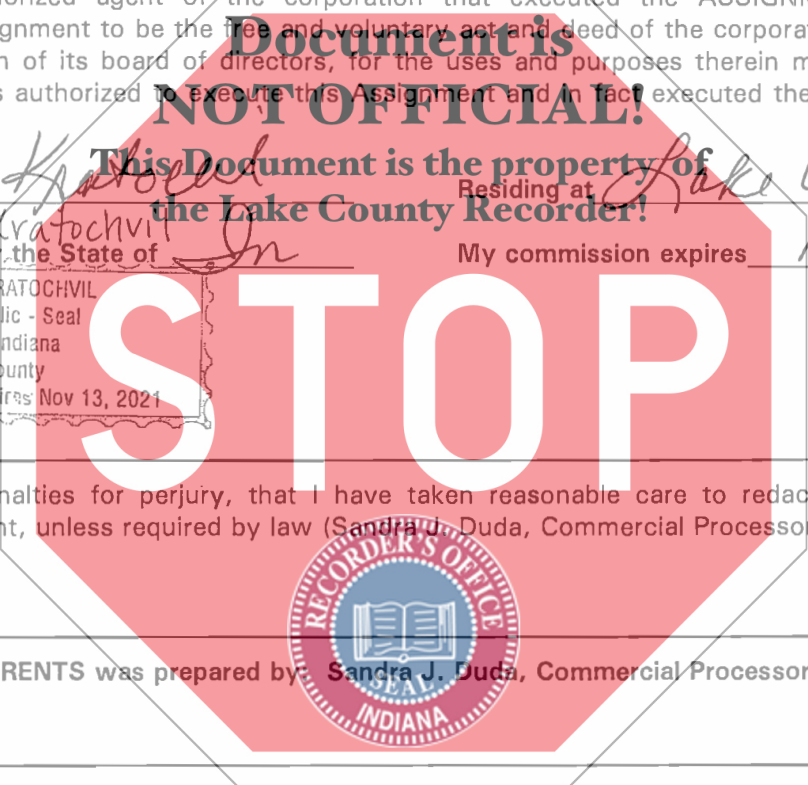 orized agent of the corporation that executed the ASSIGN
gnment to be the free and voluntary act and deed of the corpora
n of its board of directors, for the uses and purposes therein m
s authorized to execute this Assignment and in fact executed the
Document is
NOT OFFICIAL!
This Document is the property of
the Lake County Recorder!
Kratochvil
Residing at Lake
ratochvil
the State of In
My commission expires
RATOCHVIL
lic - Seal
ndiana
ounty
ires Nov 13, 2021
STOP
nalties for perjury, that I have taken reasonable care to redac
nt, unless required by law (Sandra J. Duda, Commercial Processor
RECORDER'S OFFICE
SEAL
INDIANA
RENTS was prepared by: Sandra J. Duda, Commercial Processor